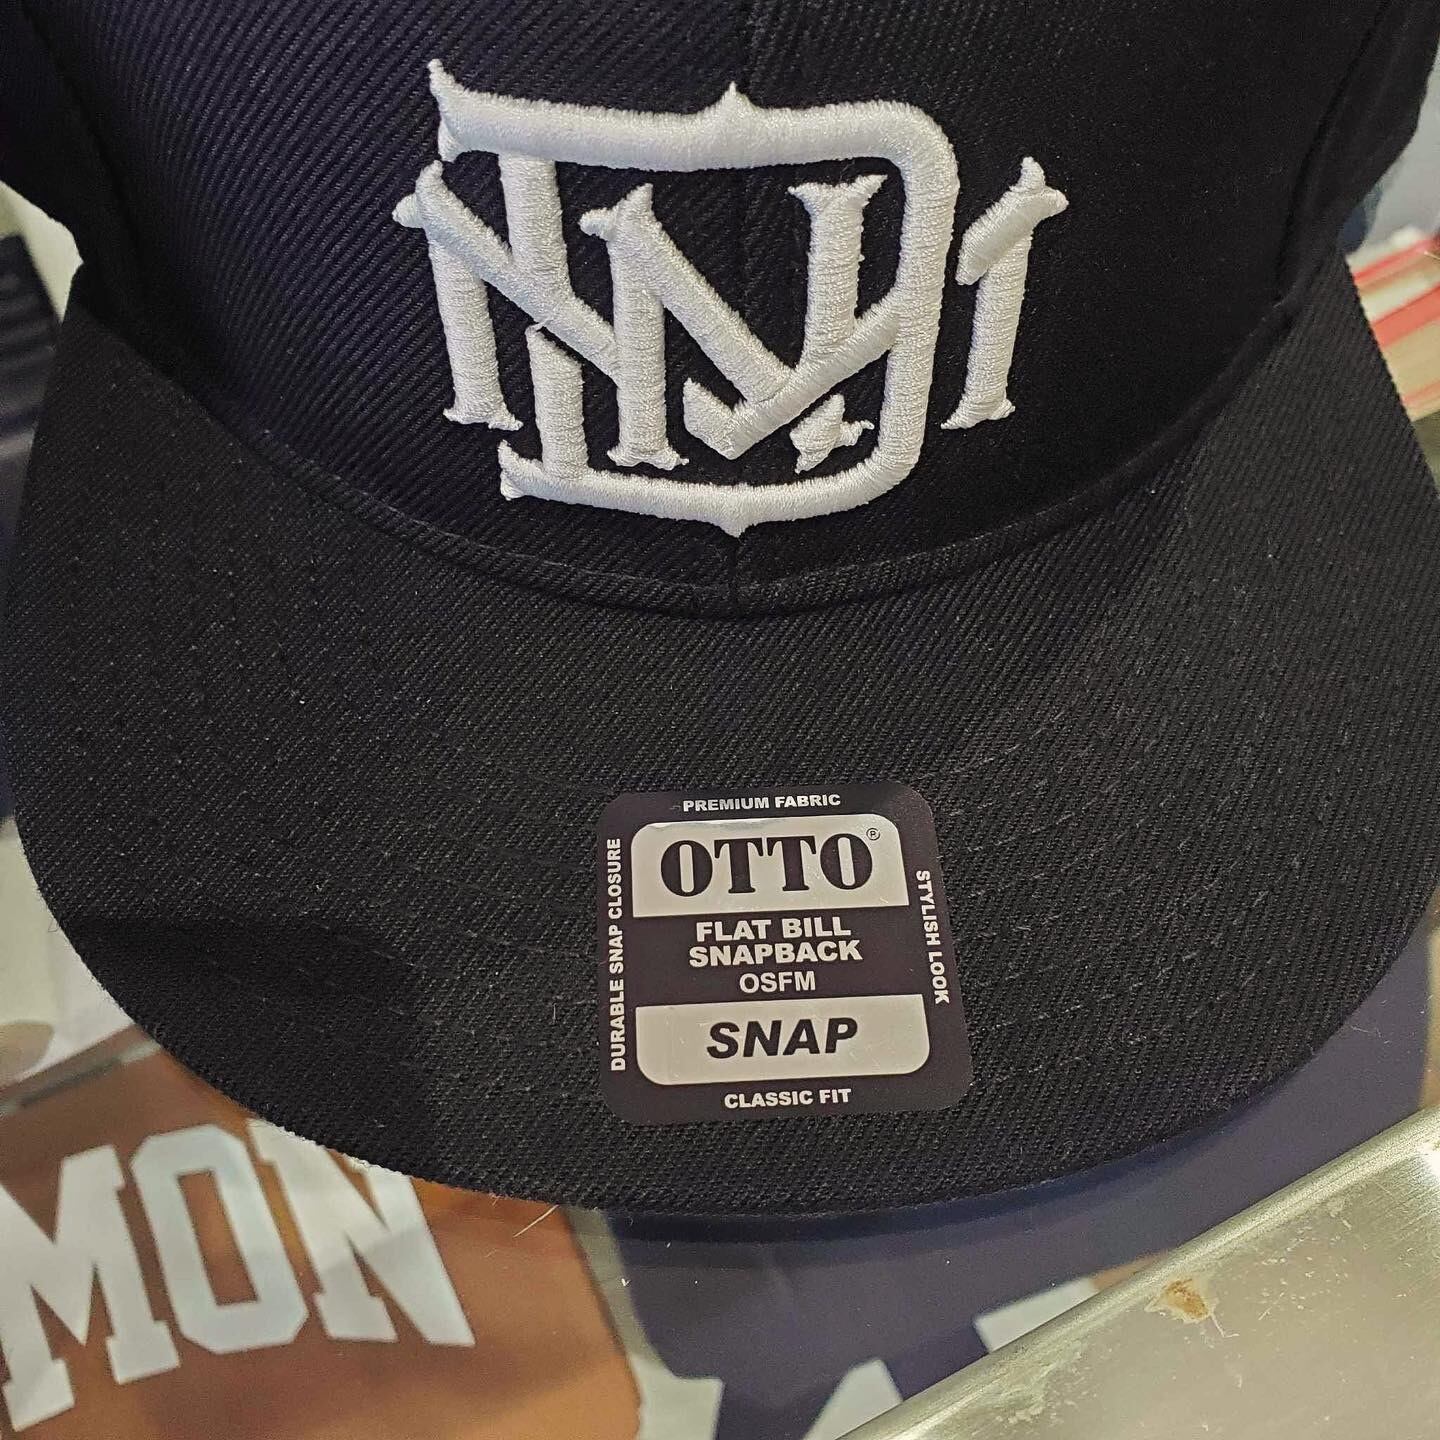 PREMIUM FABRIC
DURABLE SNAP CLOSURE
OTTO®
STYLISH LOOK
FLAT BILL
SNAPBACK
OSFM
SNAP
CLASSIC FIT
MON